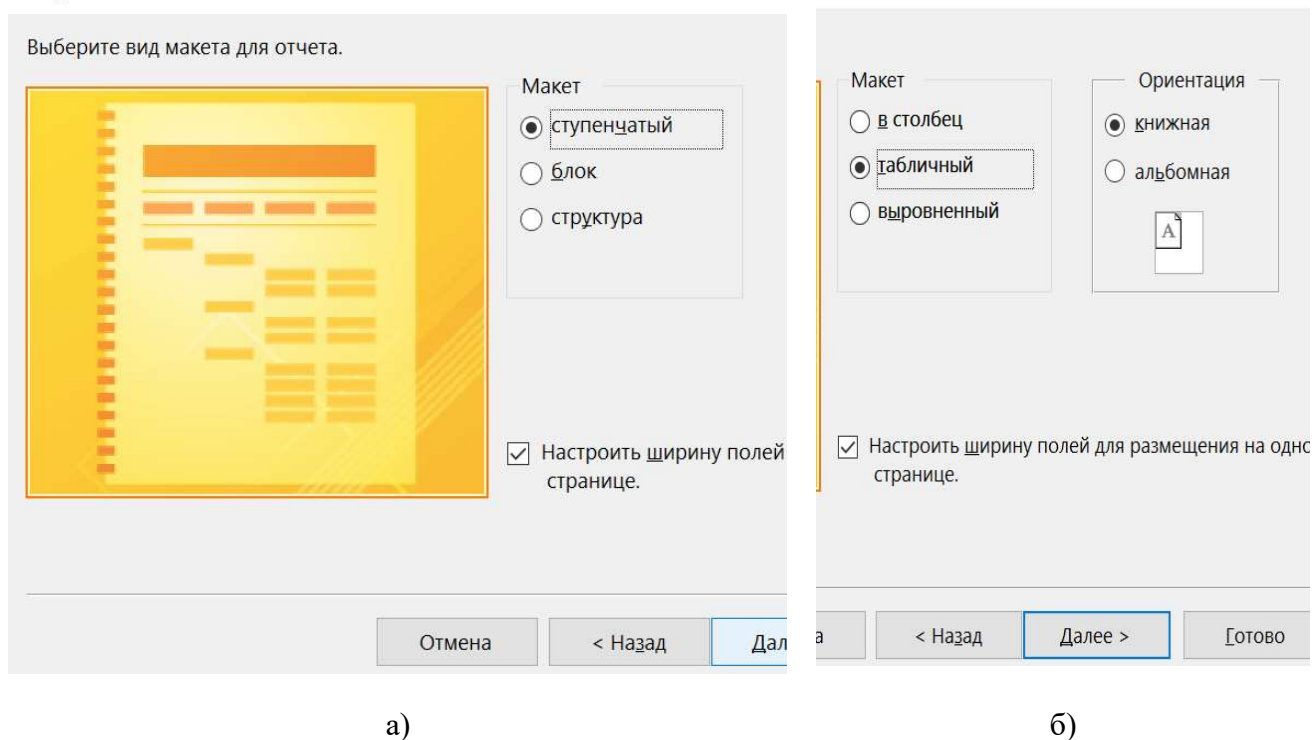 Выберите вид макета для отчета.
Макет
ступенчатый
блок
структура
Настроить ширину полей
странице.
Отмена
< Назад
Дал
Макет
в столбец
табличный
выровненный
Ориентация
книжная
альбомная
A
Настроить ширину полей для размещения на одно
странице.
а
< Назад
Далее >
Готово
а)
б)